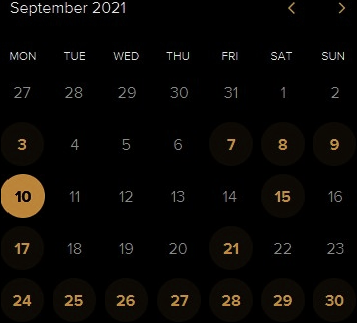 September 2021
MON TUE WED THU FRI SAT SUN
27 28 29 30 31 1 2
3 4 5 6 7 8 9
10 11 12 13 14 15 16
17 18 19 20 21 22 23
24 25 26 27 28 29 30